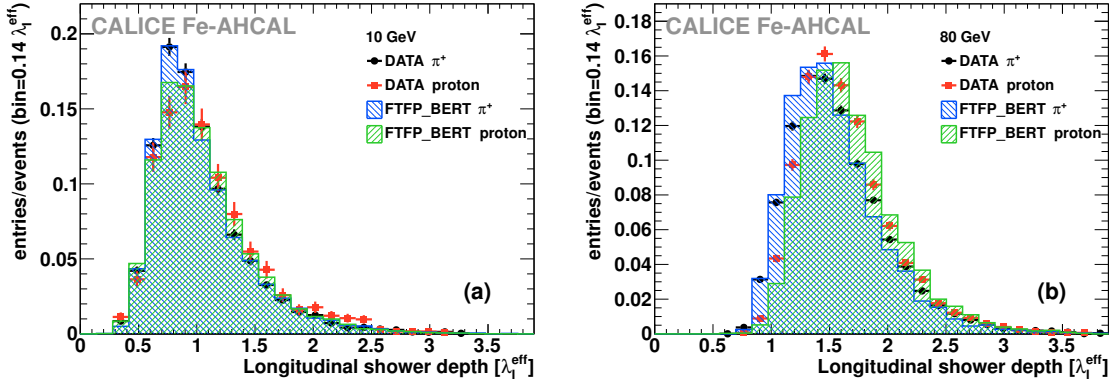 CALICE Fe-AHCAL
10 GeV
DATA π⁺
DATA proton
FTFP_BERT π⁺
FTFP_BERT proton
(a)
entries/events (bin=0.14 λ_I^eff)
0.2
0.15
0.1
0.05
0
0 0.5 1 1.5 2 2.5 3 3.5
Longitudinal shower depth [λ_I^eff]
CALICE Fe-AHCAL
80 GeV
DATA π⁺
DATA proton
FTFP_BERT π⁺
FTFP_BERT proton
(b)
entries/events (bin=0.14 λ_I^eff)
0.18
0.16
0.14
0.12
0.1
0.08
0.06
0.04
0.02
0
0 0.5 1 1.5 2 2.5 3 3.5
Longitudinal shower depth [λ_I^eff]